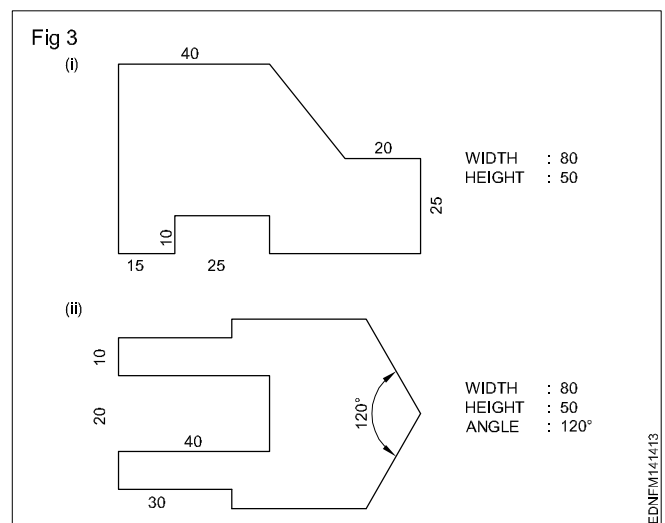 Fig 3
(i)
40
20
WIDTH : 80
HEIGHT : 50
25
10
15
25
(ii)
10
20
40
30
120°
WIDTH : 80
HEIGHT : 50
ANGLE : 120°
EDNFM141413